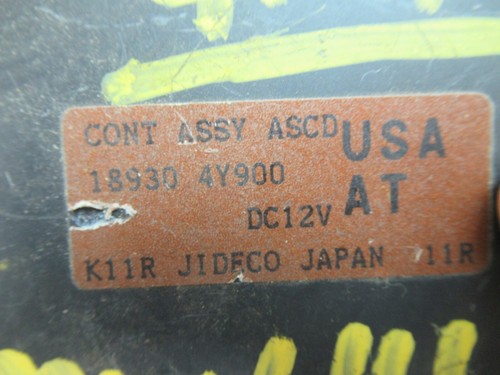 CONT ASSY ASCD USA
18930 4Y900 AT
DC12V
K11R JIDECO JAPAN 11R